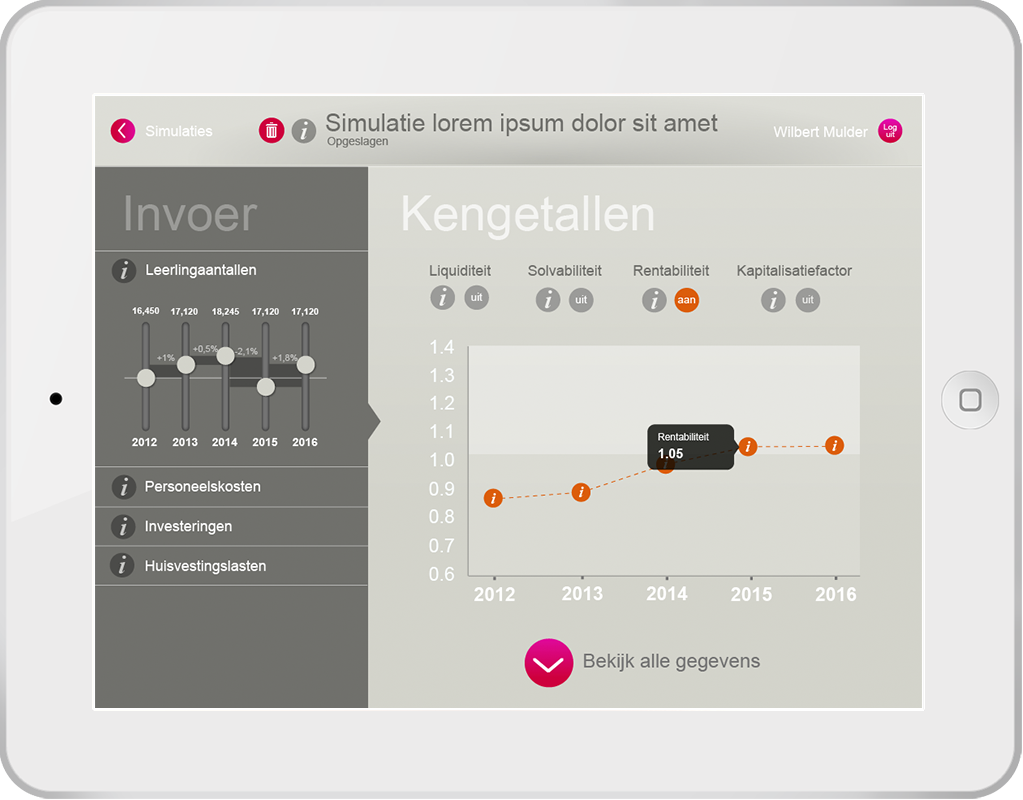 Simulaties
Simulatie lorem ipsum dolor sit amet
Opgeslagen
Wilbert Mulder
Log
uit
Invoer
i Leerlingaantallen
16,450 17,120 18,245 17,120 17,120
+1% +0,5% -2,1% +1,8%
2012 2013 2014 2015 2016
i Personeelskosten
i Investeringen
i Huisvestingslasten
Kengetallen
Liquiditeit Solvabiliteit Rentabiliteit Kapitalisatiefactor
i uit i uit i aan i uit
1.4
1.3
1.2
1.1
1.0
0.9
0.8
0.7
0.6
Rentabiliteit
1.05
i i i i i
2012 2013 2014 2015 2016
Bekijk alle gegevens